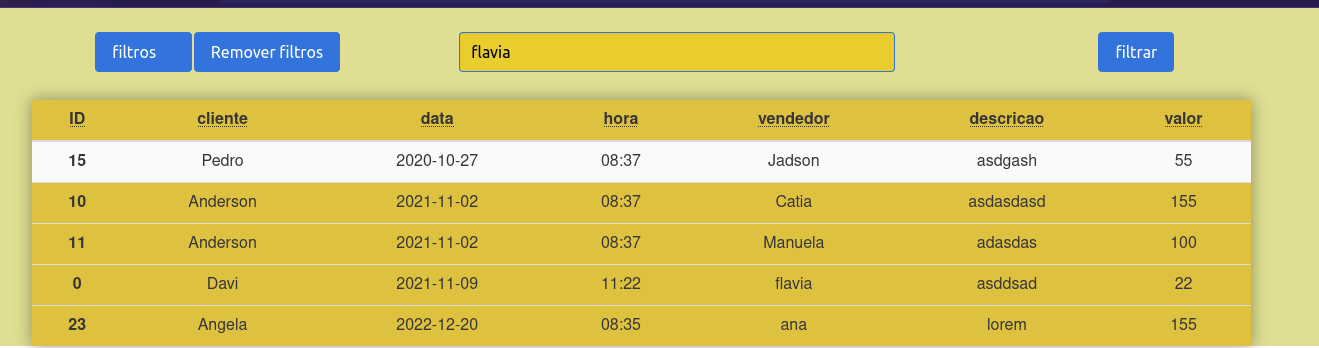 filtros Remover filtros flavia filtrar
ID cliente data hora vendedor descricao valor
15 Pedro 2020-10-27 08:37 Jadson asdgash 55
10 Anderson 2021-11-02 08:37 Catia asdasdasd 155
11 Anderson 2021-11-02 08:37 Manuela adasdas 100
0 Davi 2021-11-09 11:22 flavia asddsad 22
23 Angela 2022-12-20 08:35 ana lorem 155